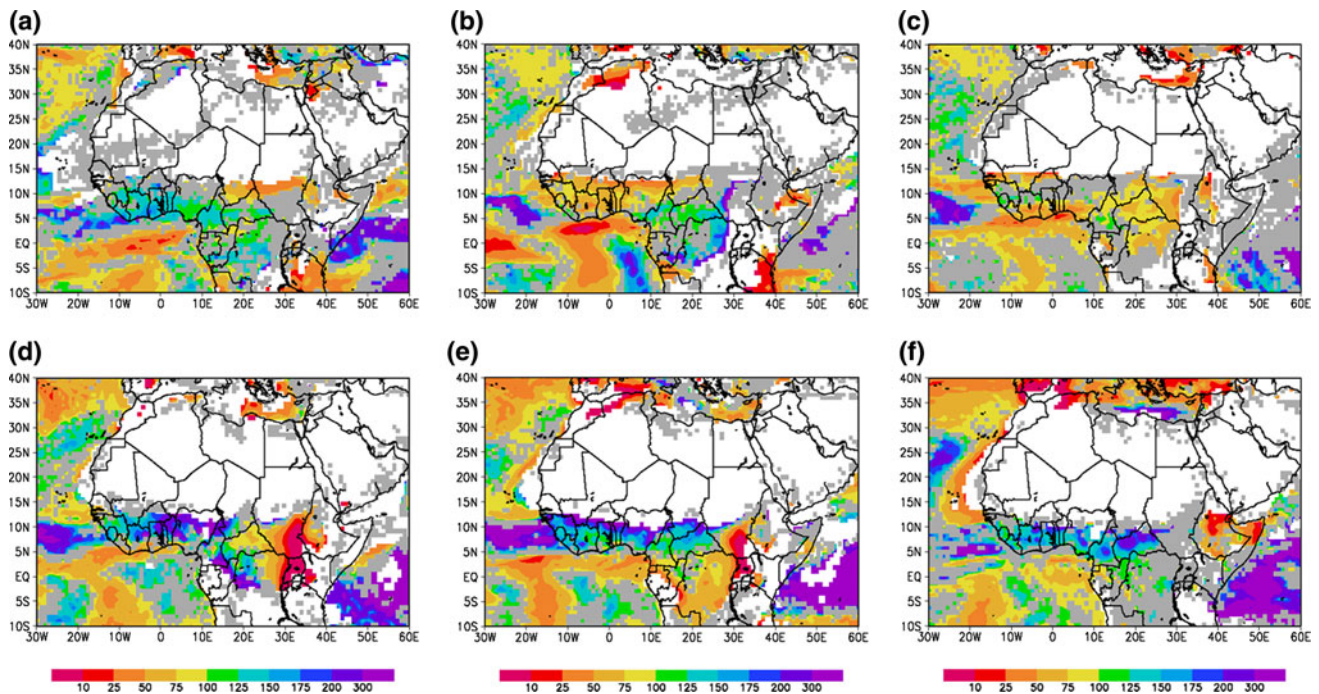 (a) (b) (c)
40N 40N 40N
35N 35N 35N
30N 30N 30N
25N 25N 25N
20N 20N 20N
15N 15N 15N
10N 10N 10N
5N 5N 5N
EQ EQ EQ
5S 5S 5S
10S 10S 10S
30W 20W 10W 0 10E 20E 30E 40E 50E 60E 30W 20W 10W 0 10E 20E 30E 40E 50E 60E 30W 20W 10W 0 10E 20E 30E 40E 50E 60E
(d) (e) (f)
40N 40N 40N
35N 35N 35N
30N 30N 30N
25N 25N 25N
20N 20N 20N
15N 15N 15N
10N 10N 10N
5N 5N 5N
EQ EQ EQ
5S 5S 5S
10S 10S 10S
30W 20W 10W 0 10E 20E 30E 40E 50E 60E 30W 20W 10W 0 10E 20E 30E 40E 50E 60E 30W 20W 10W 0 10E 20E 30E 40E 50E 60E
10 25 50 75 100 125 150 175 200 300 10 25 50 75 100 125 150 175 200 300 10 25 50 75 100 125 150 175 200 300